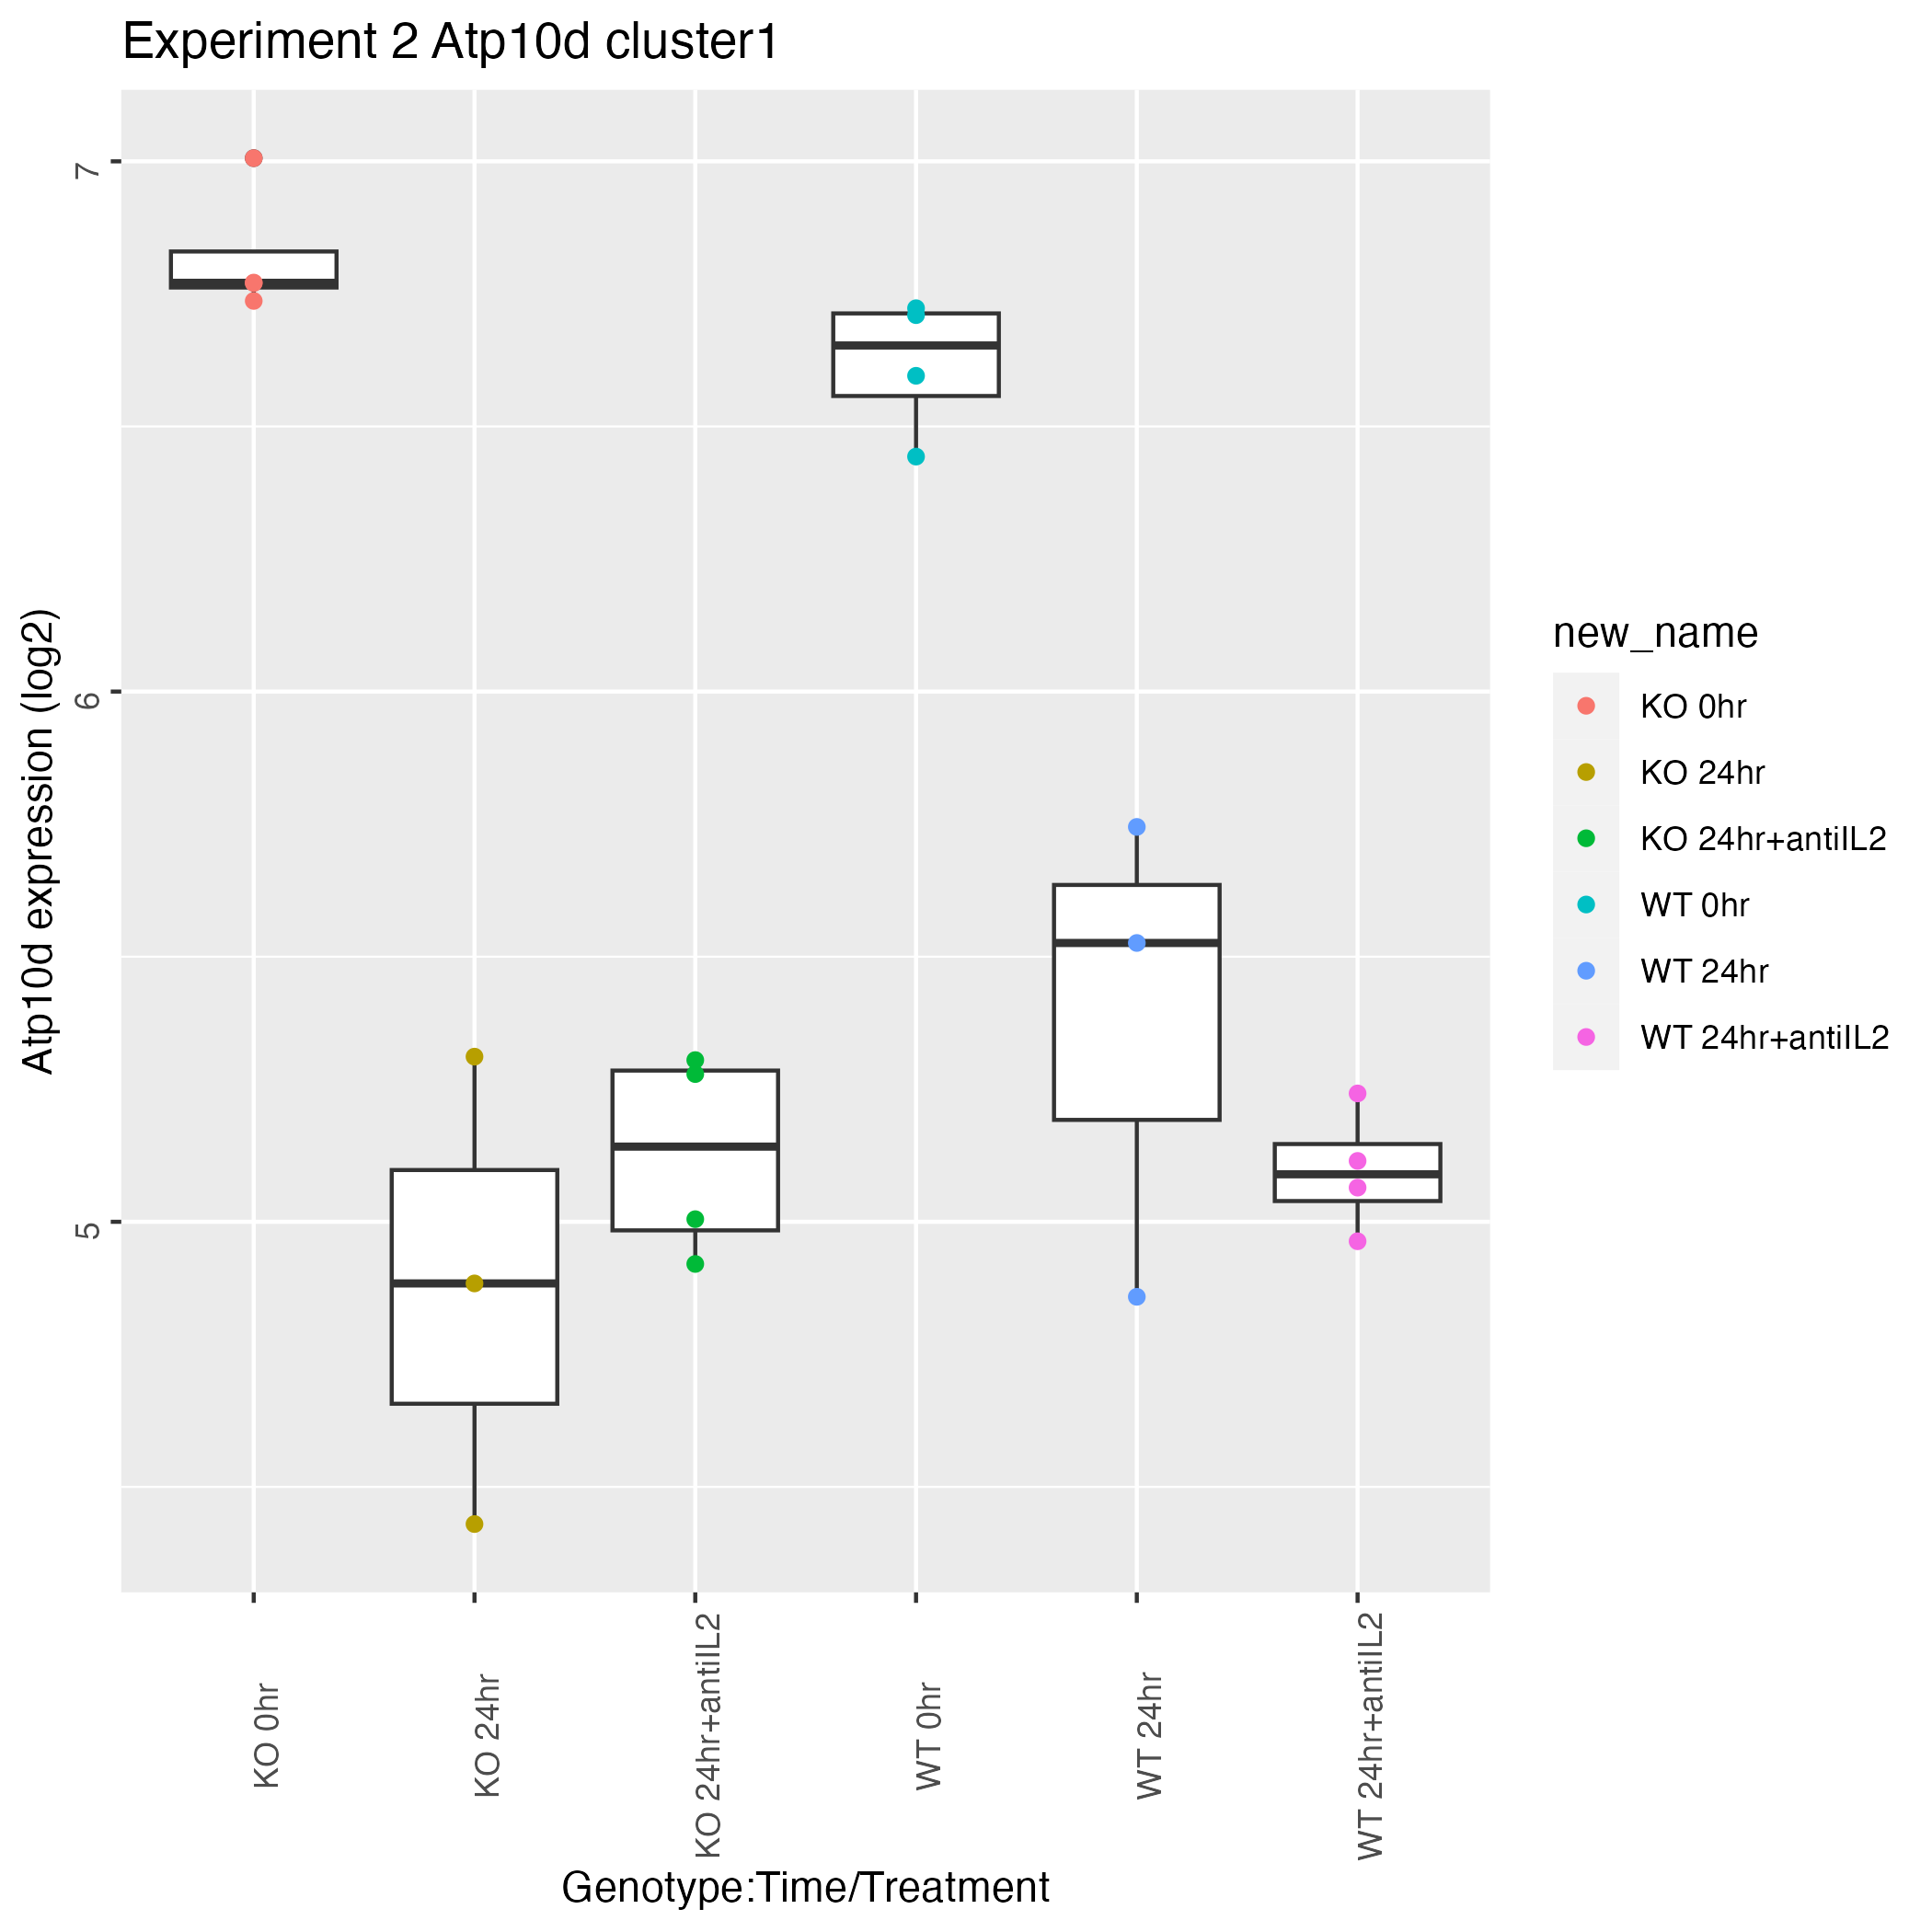 Experiment 2 Atp10d cluster1
Atp10d expression (log2)
7
6
5
KO 0hr
KO 24hr
KO 24hr+antiIL2
WT 0hr
WT 24hr
WT 24hr+antiIL2
Genotype:Time/Treatment
new_name
KO 0hr
KO 24hr
KO 24hr+antiIL2
WT 0hr
WT 24hr
WT 24hr+antiIL2